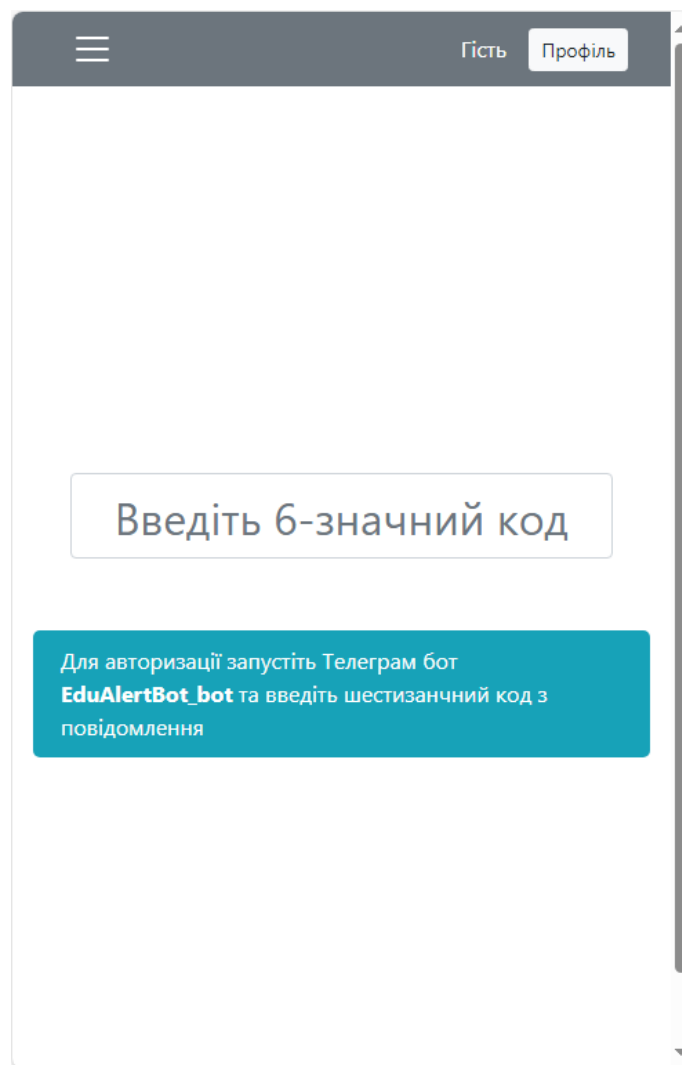 Гість Профіль
Введіть 6-значний код
Для авторизації запустіть Телеграм бот
EduAlertBot_bot та введіть шестизанчний код з
повідомлення